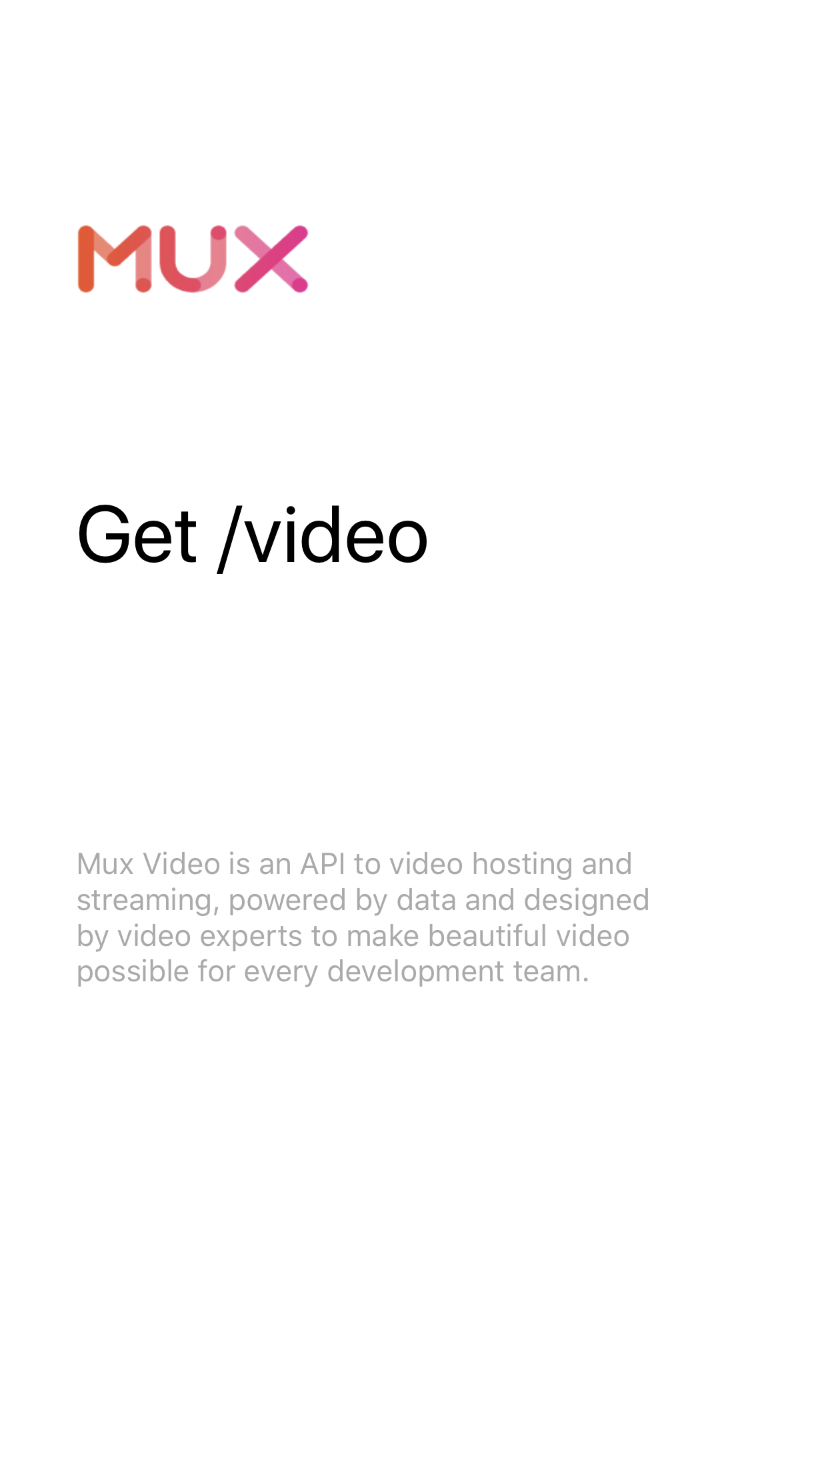 MUX
Get /video
Mux Video is an API to video hosting and
streaming, powered by data and designed
by video experts to make beautiful video
possible for every development team.